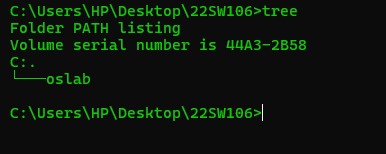 C:\Users\HP\Desktop\22SW106>tree
Folder PATH listing
Volume serial number is 44A3-2B58
C:.
└───oslab
C:\Users\HP\Desktop\22SW106>